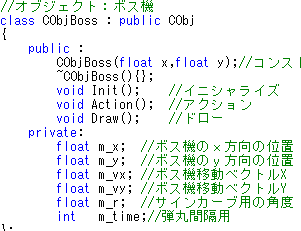 //オブジェクト：ボス機
class CObjBoss : public CObj
{
    public :
        CObjBoss(float x,float y);//コンスト
        ~CObjBoss(){};
        void Init();    //イニシャライズ
        void Action();  //アクション
        void Draw();    //ドロー
    private:
        float m_x;  //ボス機のｘ方向の位置
        float m_y;  //ボス機のｙ方向の位置
        float m_vx; //ボス機移動ベクトルX
        float m_vy; //ボス機移動ベクトルY
        float m_r;  //サインカーブ用の角度
        int   m_time;//弾丸間隔用
};